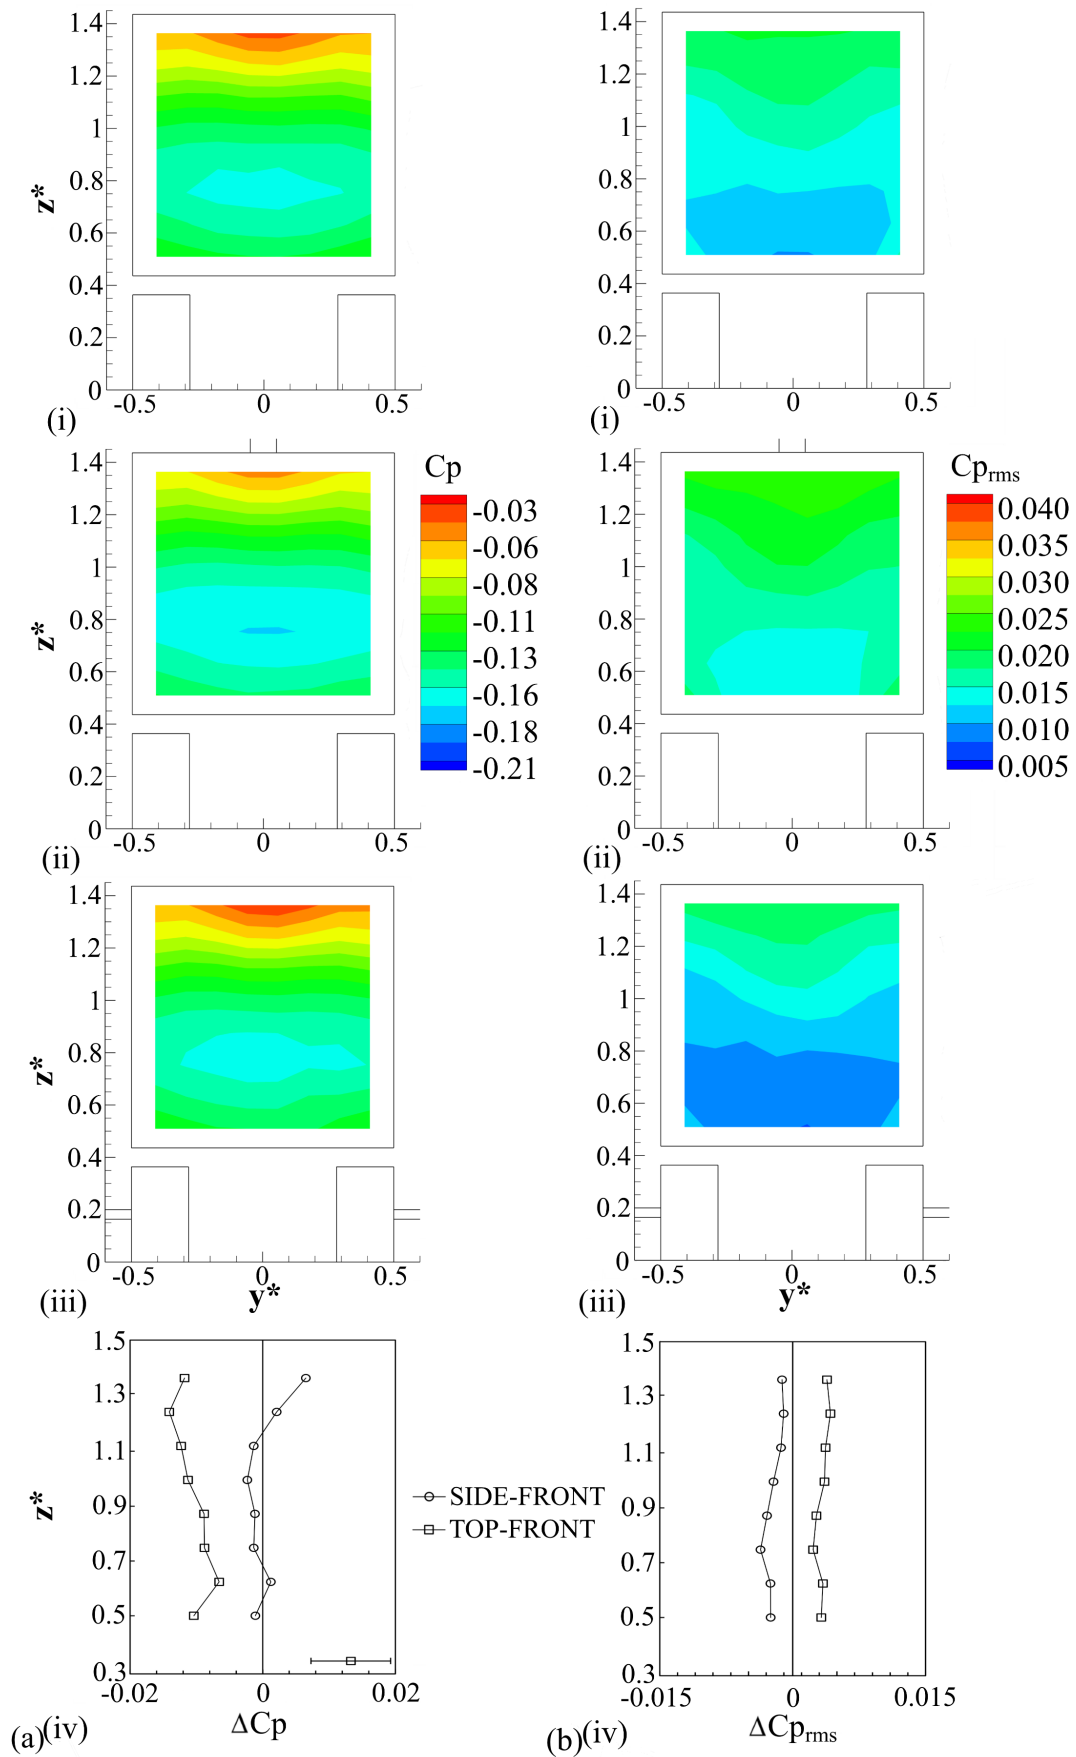 1.4
1.2
1
0.8
0.6
0.4
0.2
0
z*
-0.5 0 0.5
(i)
1.4
1.2
1
0.8
0.6
0.4
0.2
0
-0.5 0 0.5
(i)
1.4
1.2
1
0.8
0.6
0.4
0.2
0
z*
-0.5 0 0.5
(ii)
Cp
-0.03
-0.06
-0.08
-0.11
-0.13
-0.16
-0.18
-0.21
1.4
1.2
1
0.8
0.6
0.4
0.2
0
-0.5 0 0.5
(ii)
Cprms
0.040
0.035
0.030
0.025
0.020
0.015
0.010
0.005
1.4
1.2
1
0.8
0.6
0.4
0.2
0
z*
-0.5 0 0.5
(iii)
y*
1.4
1.2
1
0.8
0.6
0.4
0.2
0
-0.5 0 0.5
(iii)
y*
1.5
1.3
1.1
0.9
0.7
0.5
0.3
z*
-0.02 0 0.02
ΔCp
(a)(iv)
SIDE-FRONT
TOP-FRONT
1.5
1.3
1.1
0.9
0.7
0.5
0.3
-0.015 0 0.015
ΔCprms
(b)(iv)